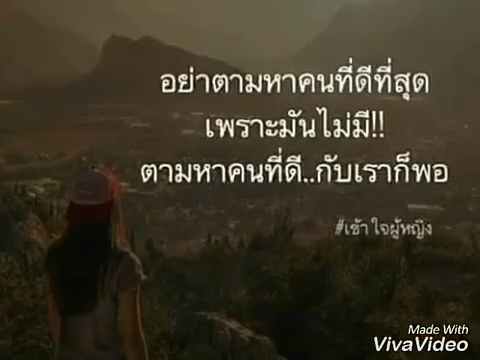 อย่าตามหาคนที่ดีที่สุด
เพราะมันไม่มี!!
ตามหาคนที่ดี..กับเราก็พอ
#เข้าใจผู้หญิง
Made With
VivaVideo